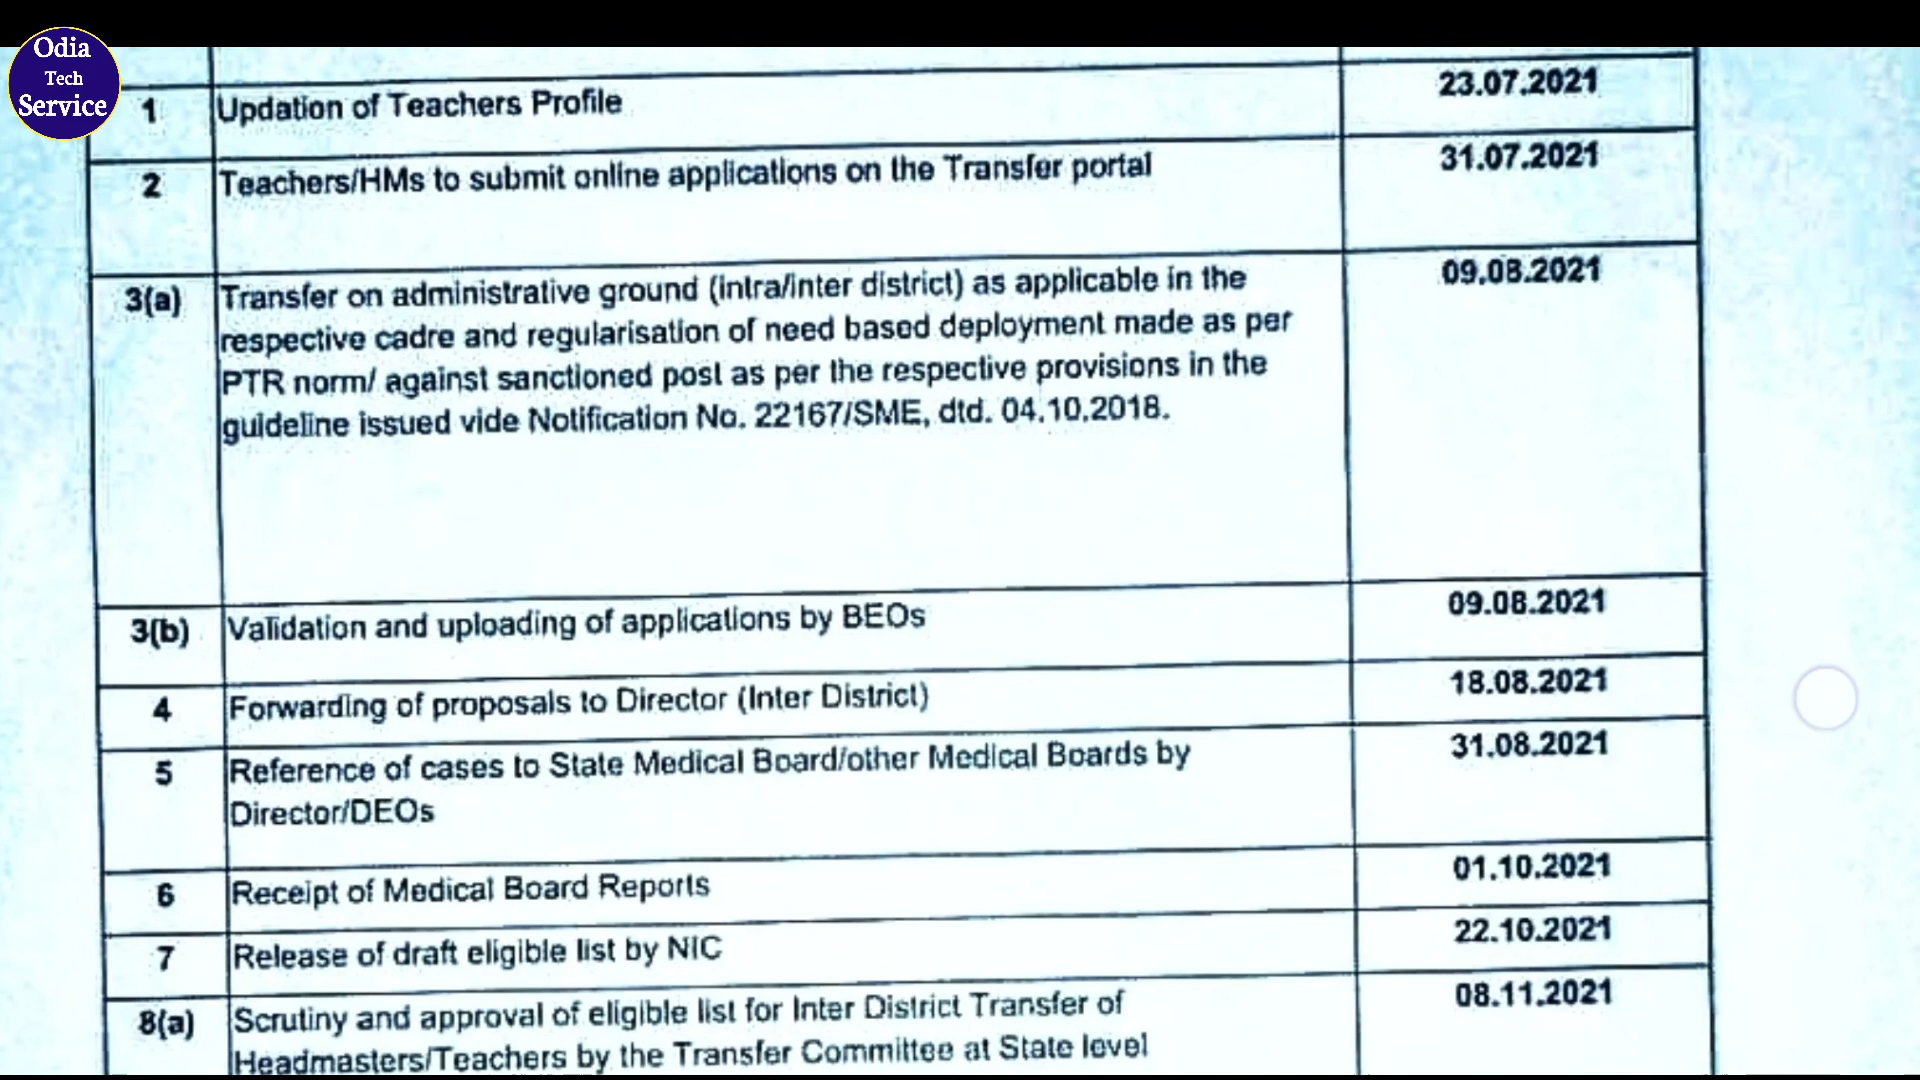 Odia
Tech
Service
1 Updation of Teachers Profile 23.07.2021
2 Teachers/HMs to submit online applications on the Transfer portal 31.07.2021
3(a) Transfer on administrative ground (intra/inter district) as applicable in the 09.08.2021
respective cadre and regularisation of need based deployment made as per
PTR norm/ against sanctioned post as per the respective provisions in the
guideline issued vide Notification No. 22167/SME, dtd. 04.10.2018.
3(b) Validation and uploading of applications by BEOs 09.08.2021
4 Forwarding of proposals to Director (Inter District) 18.08.2021
5 Reference of cases to State Medical Board/other Medical Boards by 31.08.2021
Director/DEOs
6 Receipt of Medical Board Reports 01.10.2021
7 Release of draft eligible list by NIC 22.10.2021
8(a) Scrutiny and approval of eligible list for Inter District Transfer of 08.11.2021
Headmasters/Teachers by the Transfer Committee at State level